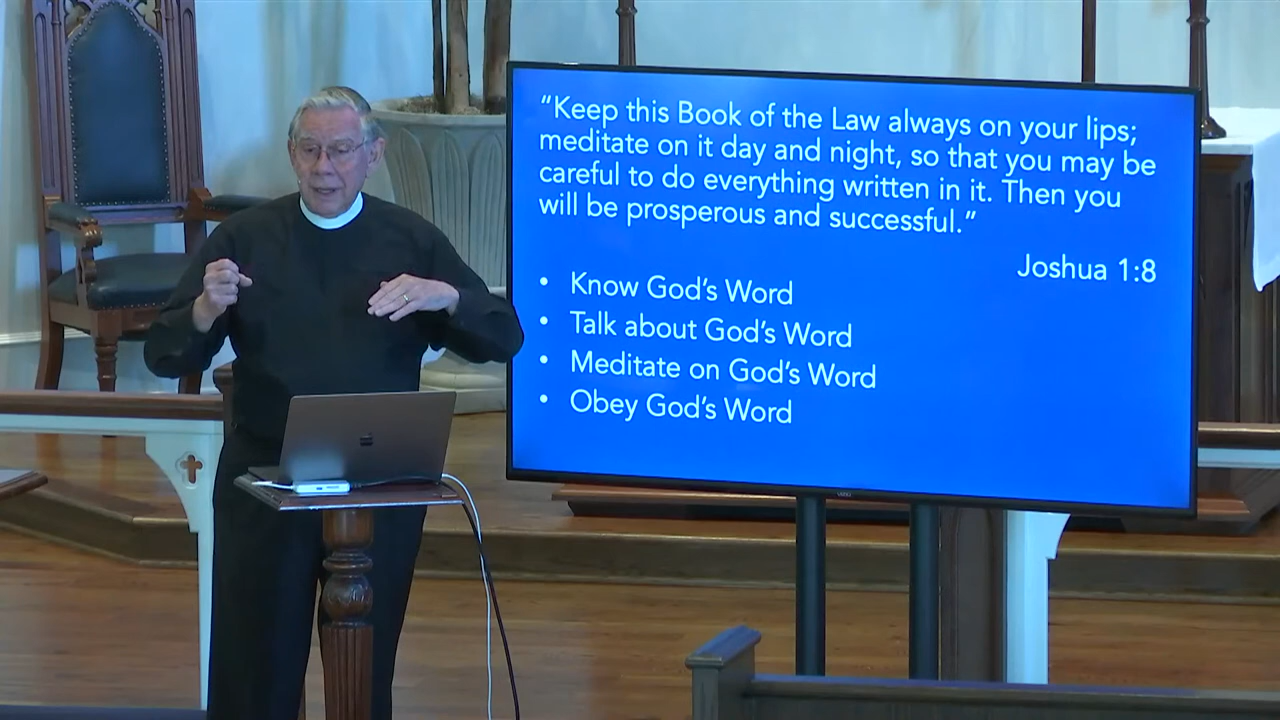 “Keep this Book of the Law always on your lips;
meditate on it day and night, so that you may be
careful to do everything written in it. Then you
will be prosperous and successful.”
Joshua 1:8
• Know God’s Word
• Talk about God’s Word
• Meditate on God’s Word
• Obey God’s Word